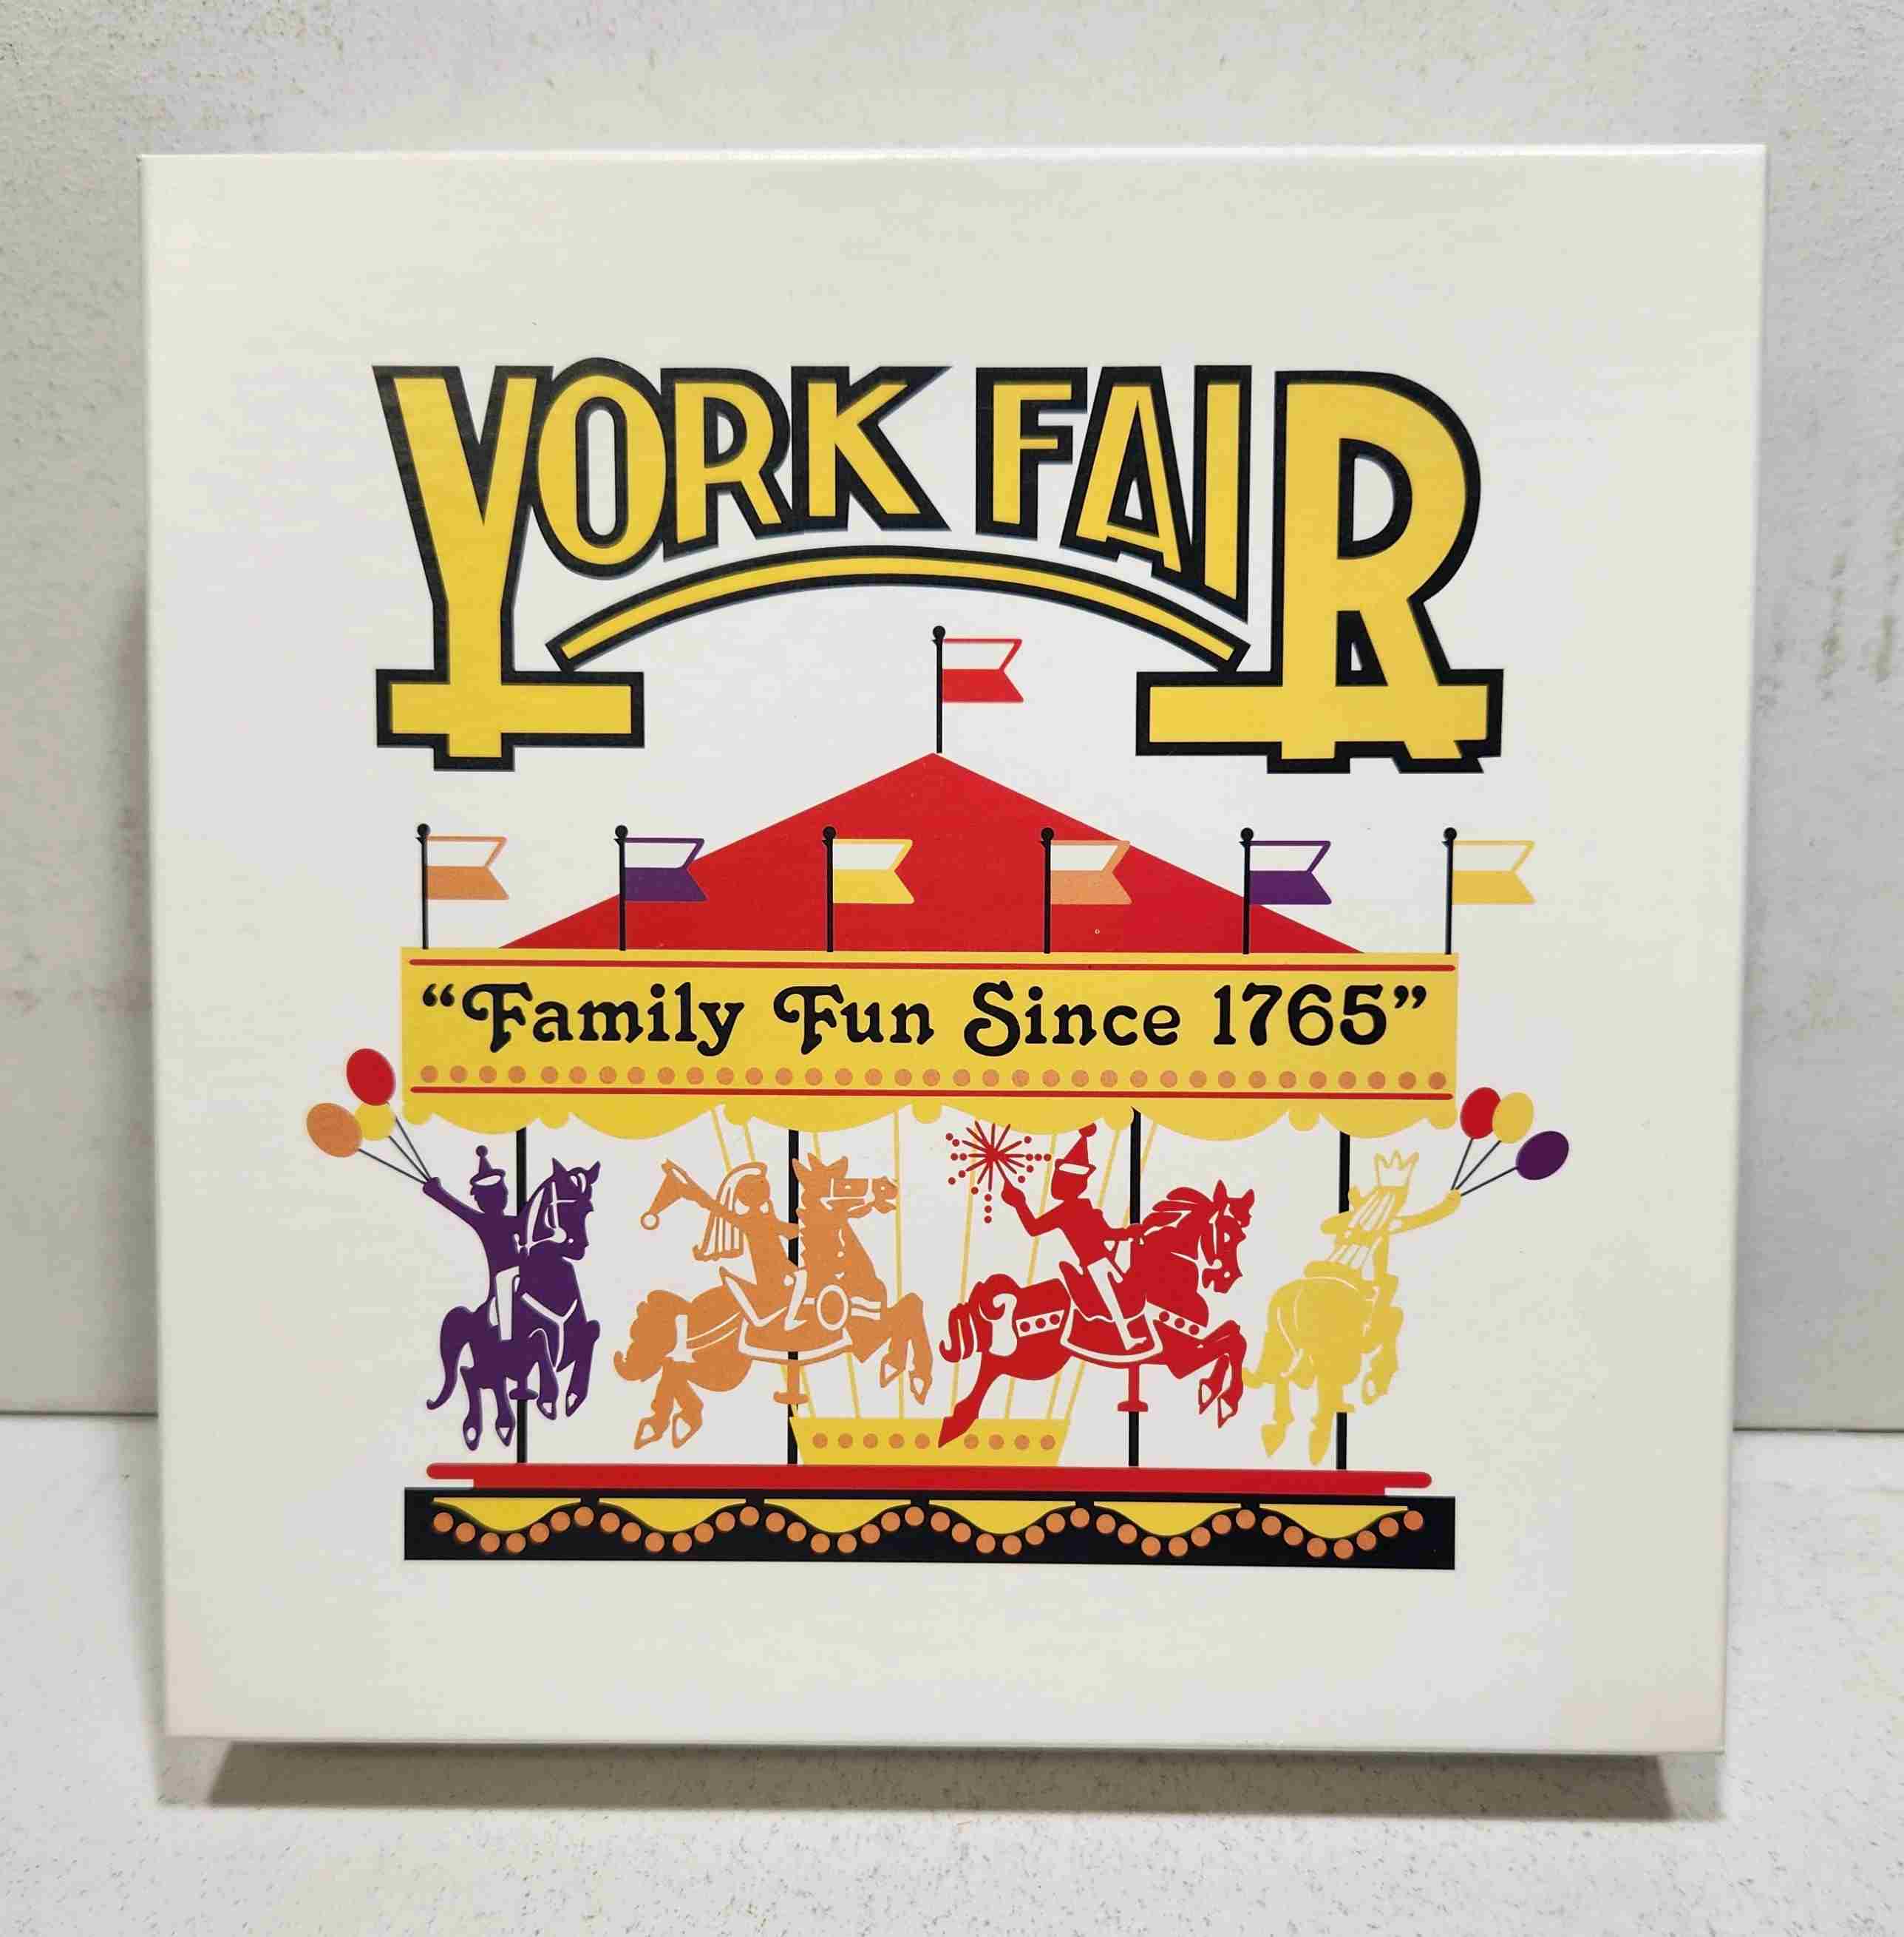 YORK FAIR
“Family Fun Since 1765”